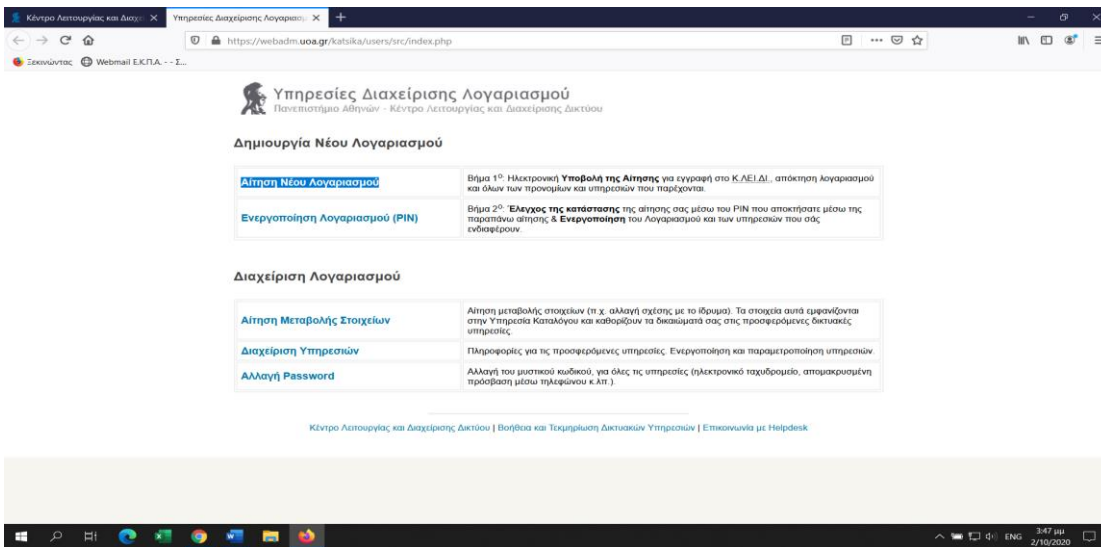 Κέντρο Λειτουργίας και Διαχε
Υπηρεσίες Διαχείρισης Λογαριασμ
https://webadm.uoa.gr/katsika/users/src/index.php
Ξεκινώντας
Webmail Ε.Κ.Π.Α. - - Σ...
Υπηρεσίες Διαχείρισης Λογαριασμού
Πανεπιστήμιο Αθηνών - Κέντρο Λειτουργίας και Διαχείρισης Δικτύου
Δημιουργία Νέου Λογαριασμού
Αίτηση Νέου Λογαριασμού
Βήμα 1ο: Ηλεκτρονική Υποβολή της Αίτησης για εγγραφή στο Κ.ΛΕΙ.ΔΙ., απόκτηση λογαριασμού
και όλων των προνομίων και υπηρεσιών που παρέχονται.
Ενεργοποίηση Λογαριασμού (PIN)
Βήμα 2ο: Έλεγχος της κατάστασης της αίτησης σας μέσω του PIN που αποκτήσατε μέσω της
παραπάνω αίτησης & Ενεργοποίηση του Λογαριασμού και των υπηρεσιών που σάς
ενδιαφέρουν.
Διαχείριση Λογαριασμού
Αίτηση Μεταβολής Στοιχείων
Αίτηση μεταβολής στοιχείων (π.χ. αλλαγή σχέσης με το ίδρυμα). Τα στοιχεία αυτά εμφανίζονται
στην Υπηρεσία Καταλόγου και καθορίζουν τα δικαιώματά σας στις προσφερόμενες δικτυακές
υπηρεσίες.
Διαχείριση Υπηρεσιών
Πληροφορίες για τις προσφερόμενες υπηρεσίες. Ενεργοποίηση και παραμετροποίηση υπηρεσιών.
Αλλαγή Password
Αλλαγή του μυστικού κωδικού, για όλες τις υπηρεσίες (ηλεκτρονικό ταχυδρομείο, απομακρυσμένη
πρόσβαση μέσω τηλεφώνου κ.λπ.).
Κέντρο Λειτουργίας και Διαχείρισης Δικτύου | Βοήθεια και Τεκμηρίωση Δικτυακών Υπηρεσιών | Επικοινωνία με Helpdesk
ENG
3:47 μμ
2/10/2020